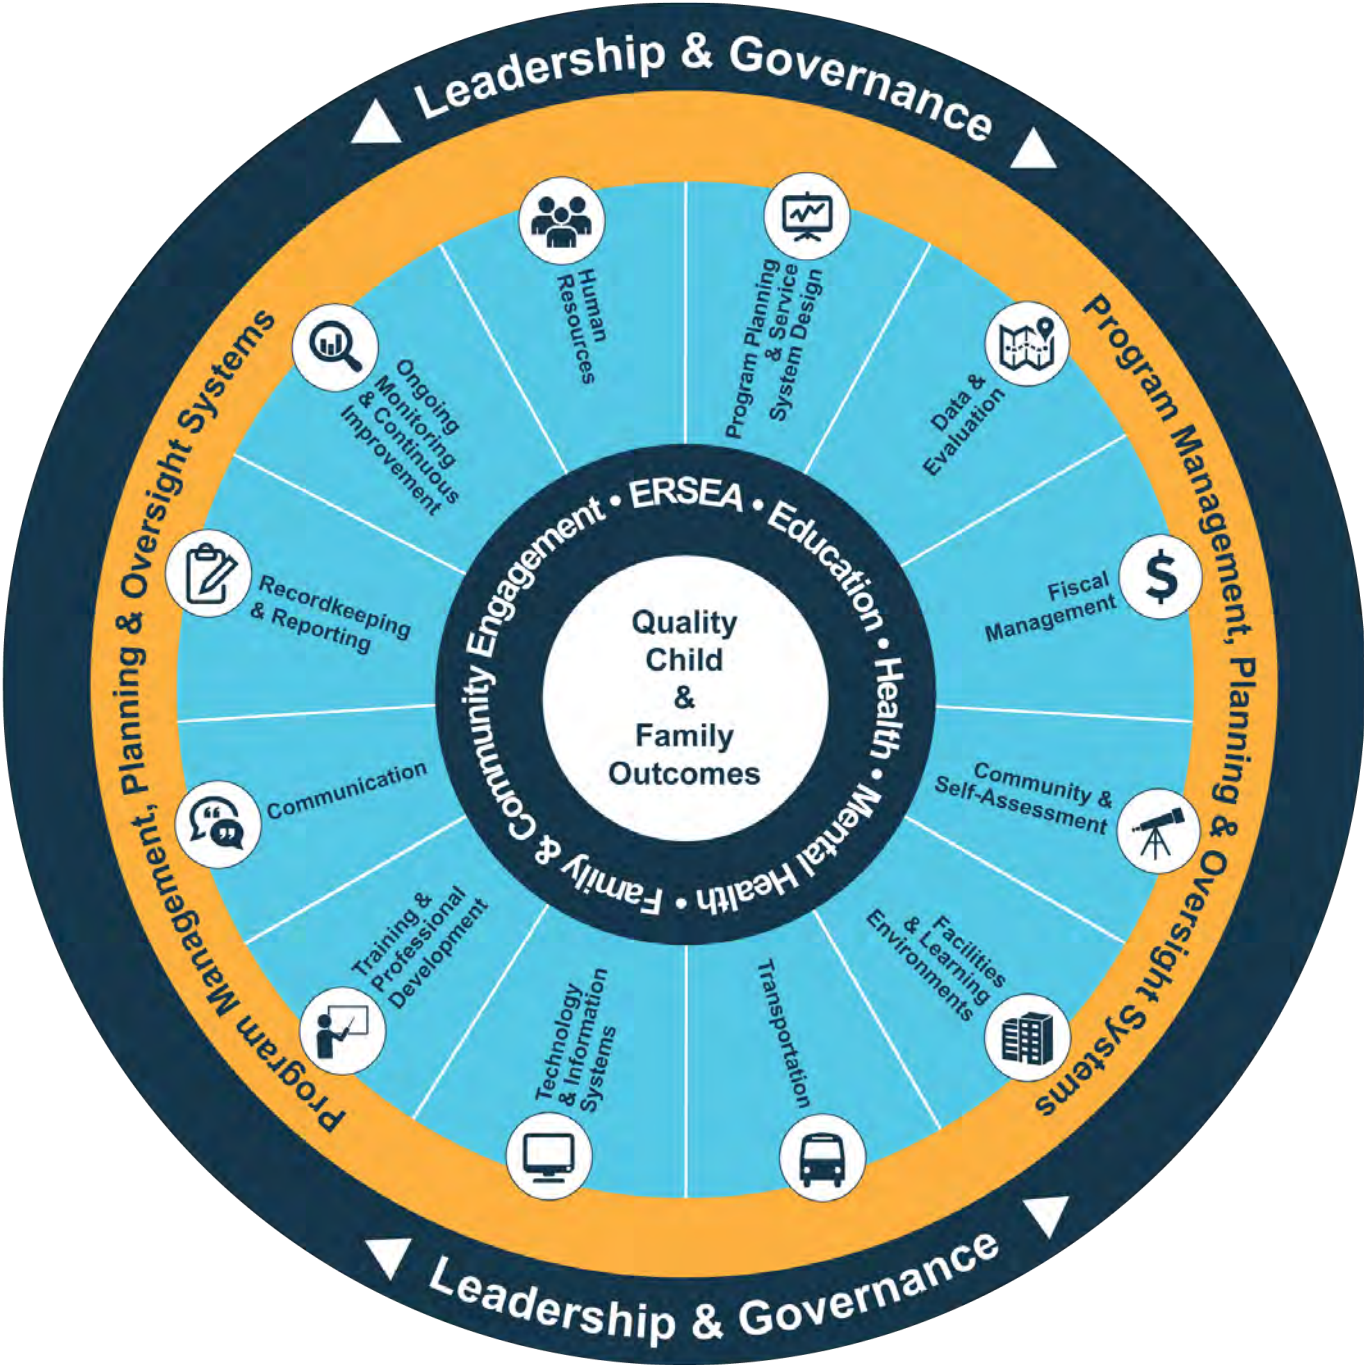 Leadership & Governance
Program Management, Planning & Oversight Systems
Program Management, Planning & Oversight Systems
Human
Resources
Program Planning
& Service
System Design
Data &
Evaluation
Fiscal
Management
Community &
Self-Assessment
Facilities
& Learning
Environments
Transportation
Technology
& Information
Systems
Training &
Professional
Development
Communication
Recordkeeping
& Reporting
Ongoing
Monitoring
& Continuous
Improvement
ERSEA • Education • Health • Mental Health • Family & Community Engagement •
Quality
Child
&
Family
Outcomes
“ ”
$
Leadership & Governance